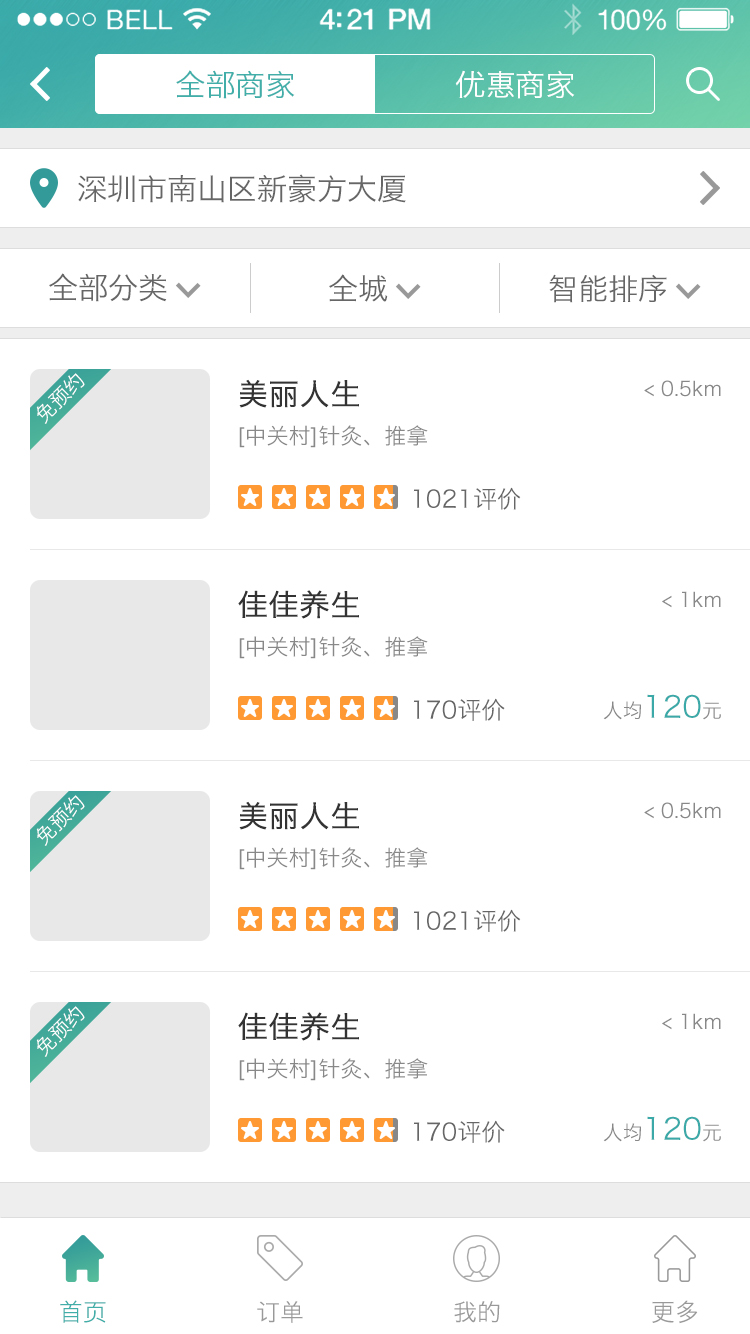 BELL 4:21 PM 100%
全部商家 优惠商家
深圳市南山区新豪方大厦
全部分类 全城 智能排序
免预约
美丽人生 < 0.5km
[中关村]针灸、推拿
1021评价
佳佳养生 < 1km
[中关村]针灸、推拿
170评价 人均120元
免预约
美丽人生 < 0.5km
[中关村]针灸、推拿
1021评价
免预约
佳佳养生 < 1km
[中关村]针灸、推拿
170评价 人均120元
首页 订单 我的 更多